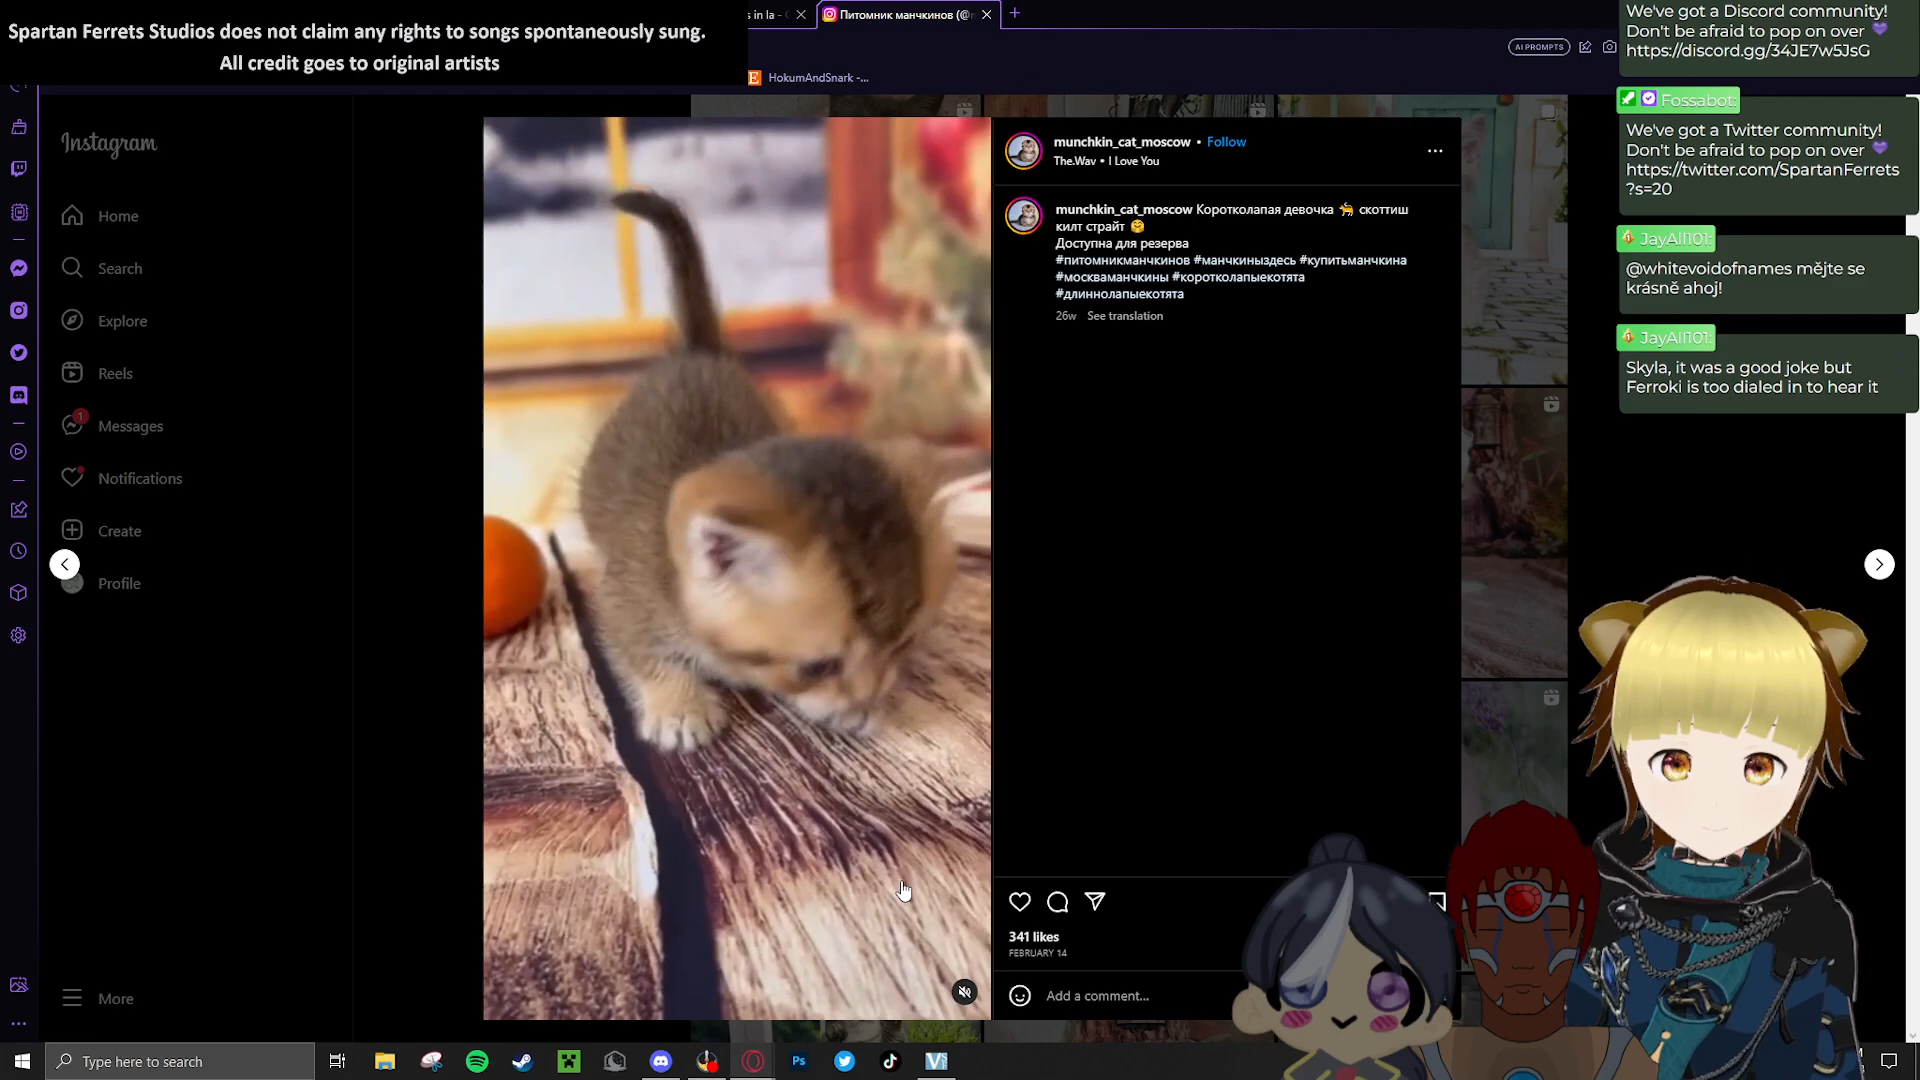 Spartan Ferrets Studios does not claim any rights to songs spontaneously sung.
All credit goes to original artists
s in la -
Питомник манчкинов (@
AI PROMPTS
E HokumAndSnark -...
Instagram
Home
Search
Explore
Reels
1
Messages
Notifications
Create
Profile
More
munchkin_cat_moscow • Follow
The.Wav • I Love You
munchkin_cat_moscow Коротколапая девочка 🐈 скоттиш
килт страйт 🤗
Доступна для резерва
#питомникманчкинов #манчкиныздесь #купитьманчкина
#москваманчкины #коротколапыекотята
#длиннолапыекотята
26w See translation
341 likes
FEBRUARY 14
Add a comment...
We've got a Discord community!
Don't be afraid to pop on over 💜
https://discord.gg/34JE7w5JsG
Fossabot:
We've got a Twitter community!
Don't be afraid to pop on over 💜
https://twitter.com/SpartanFerrets
?s=20
JayAll101:
@whitevoidofnames mějte se
krásně ahoj!
JayAll101:
Skyla, it was a good joke but
Ferroki is too dialed in to hear it
Type here to search
Ps